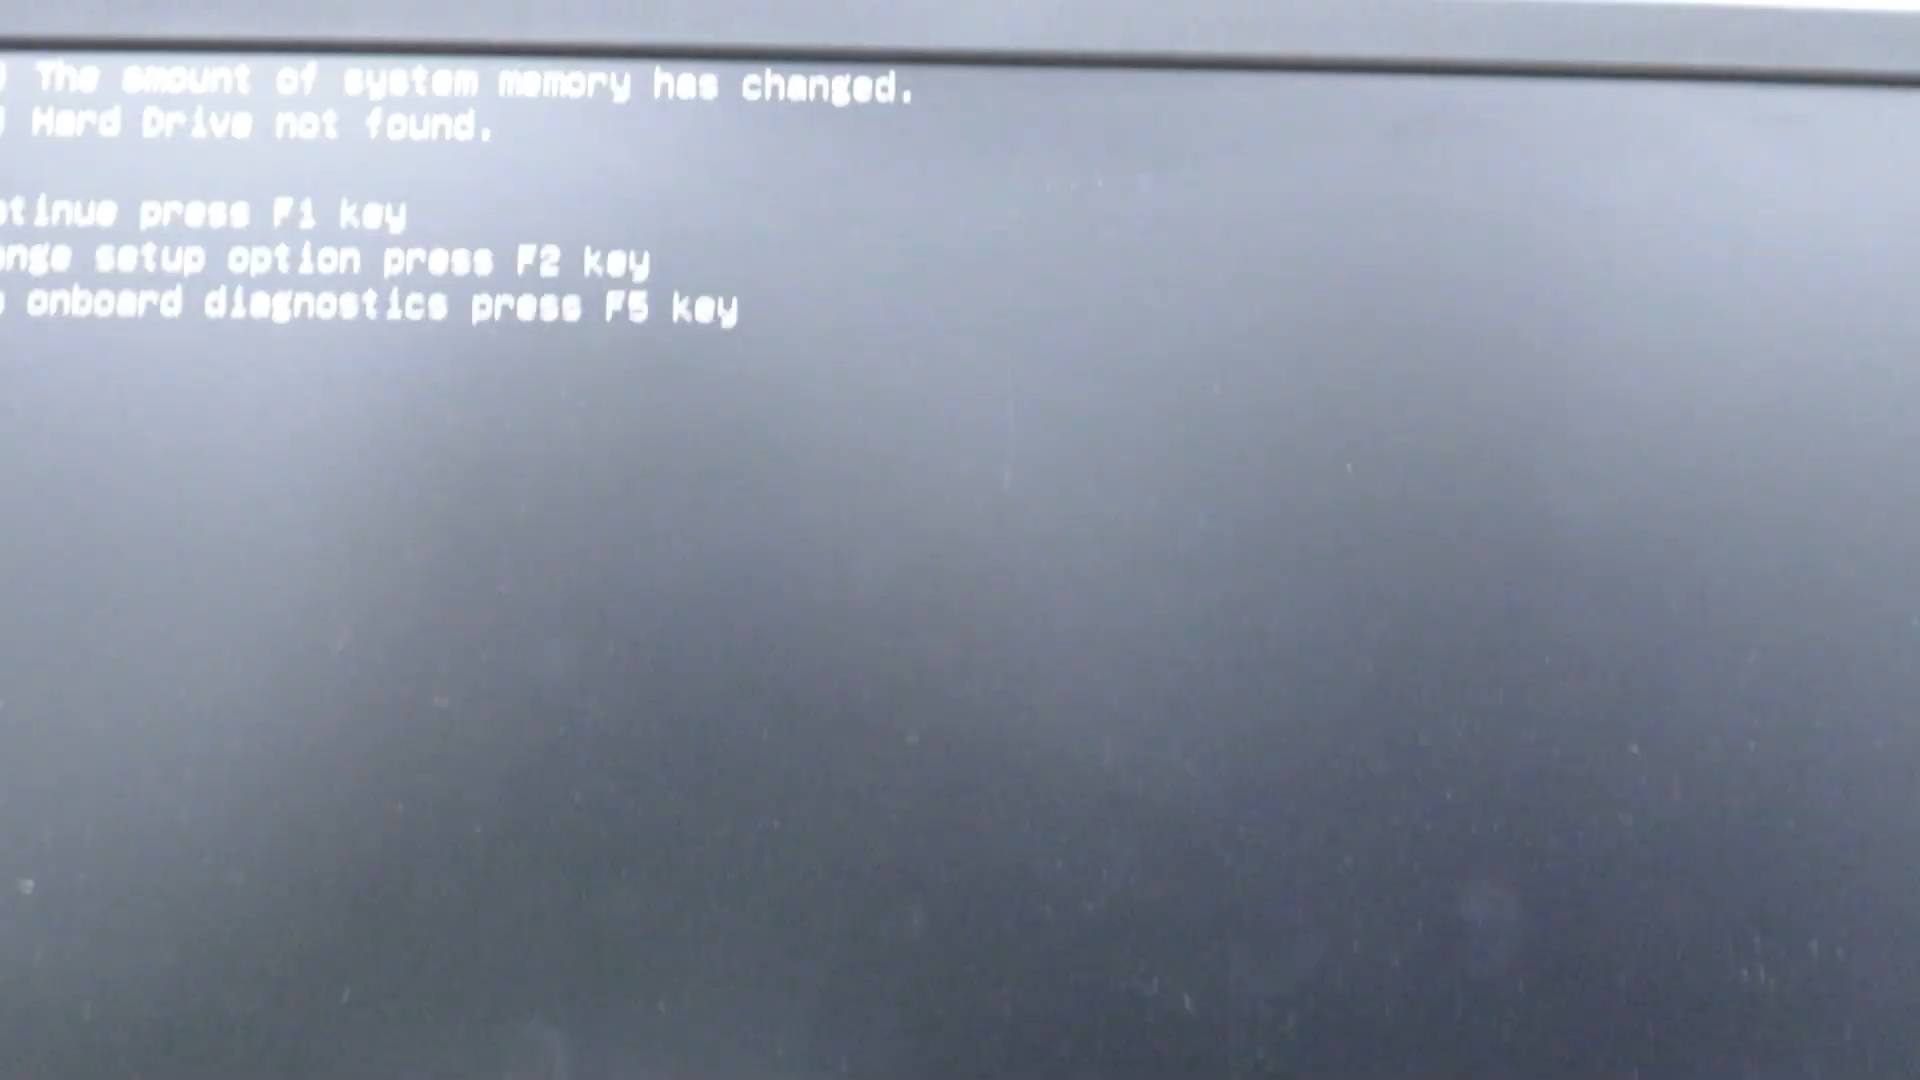 The amount of system memory has changed.
Hard Drive not found.
tinue press F1 key
nge setup option press F2 key
onboard diagnostics press F5 key